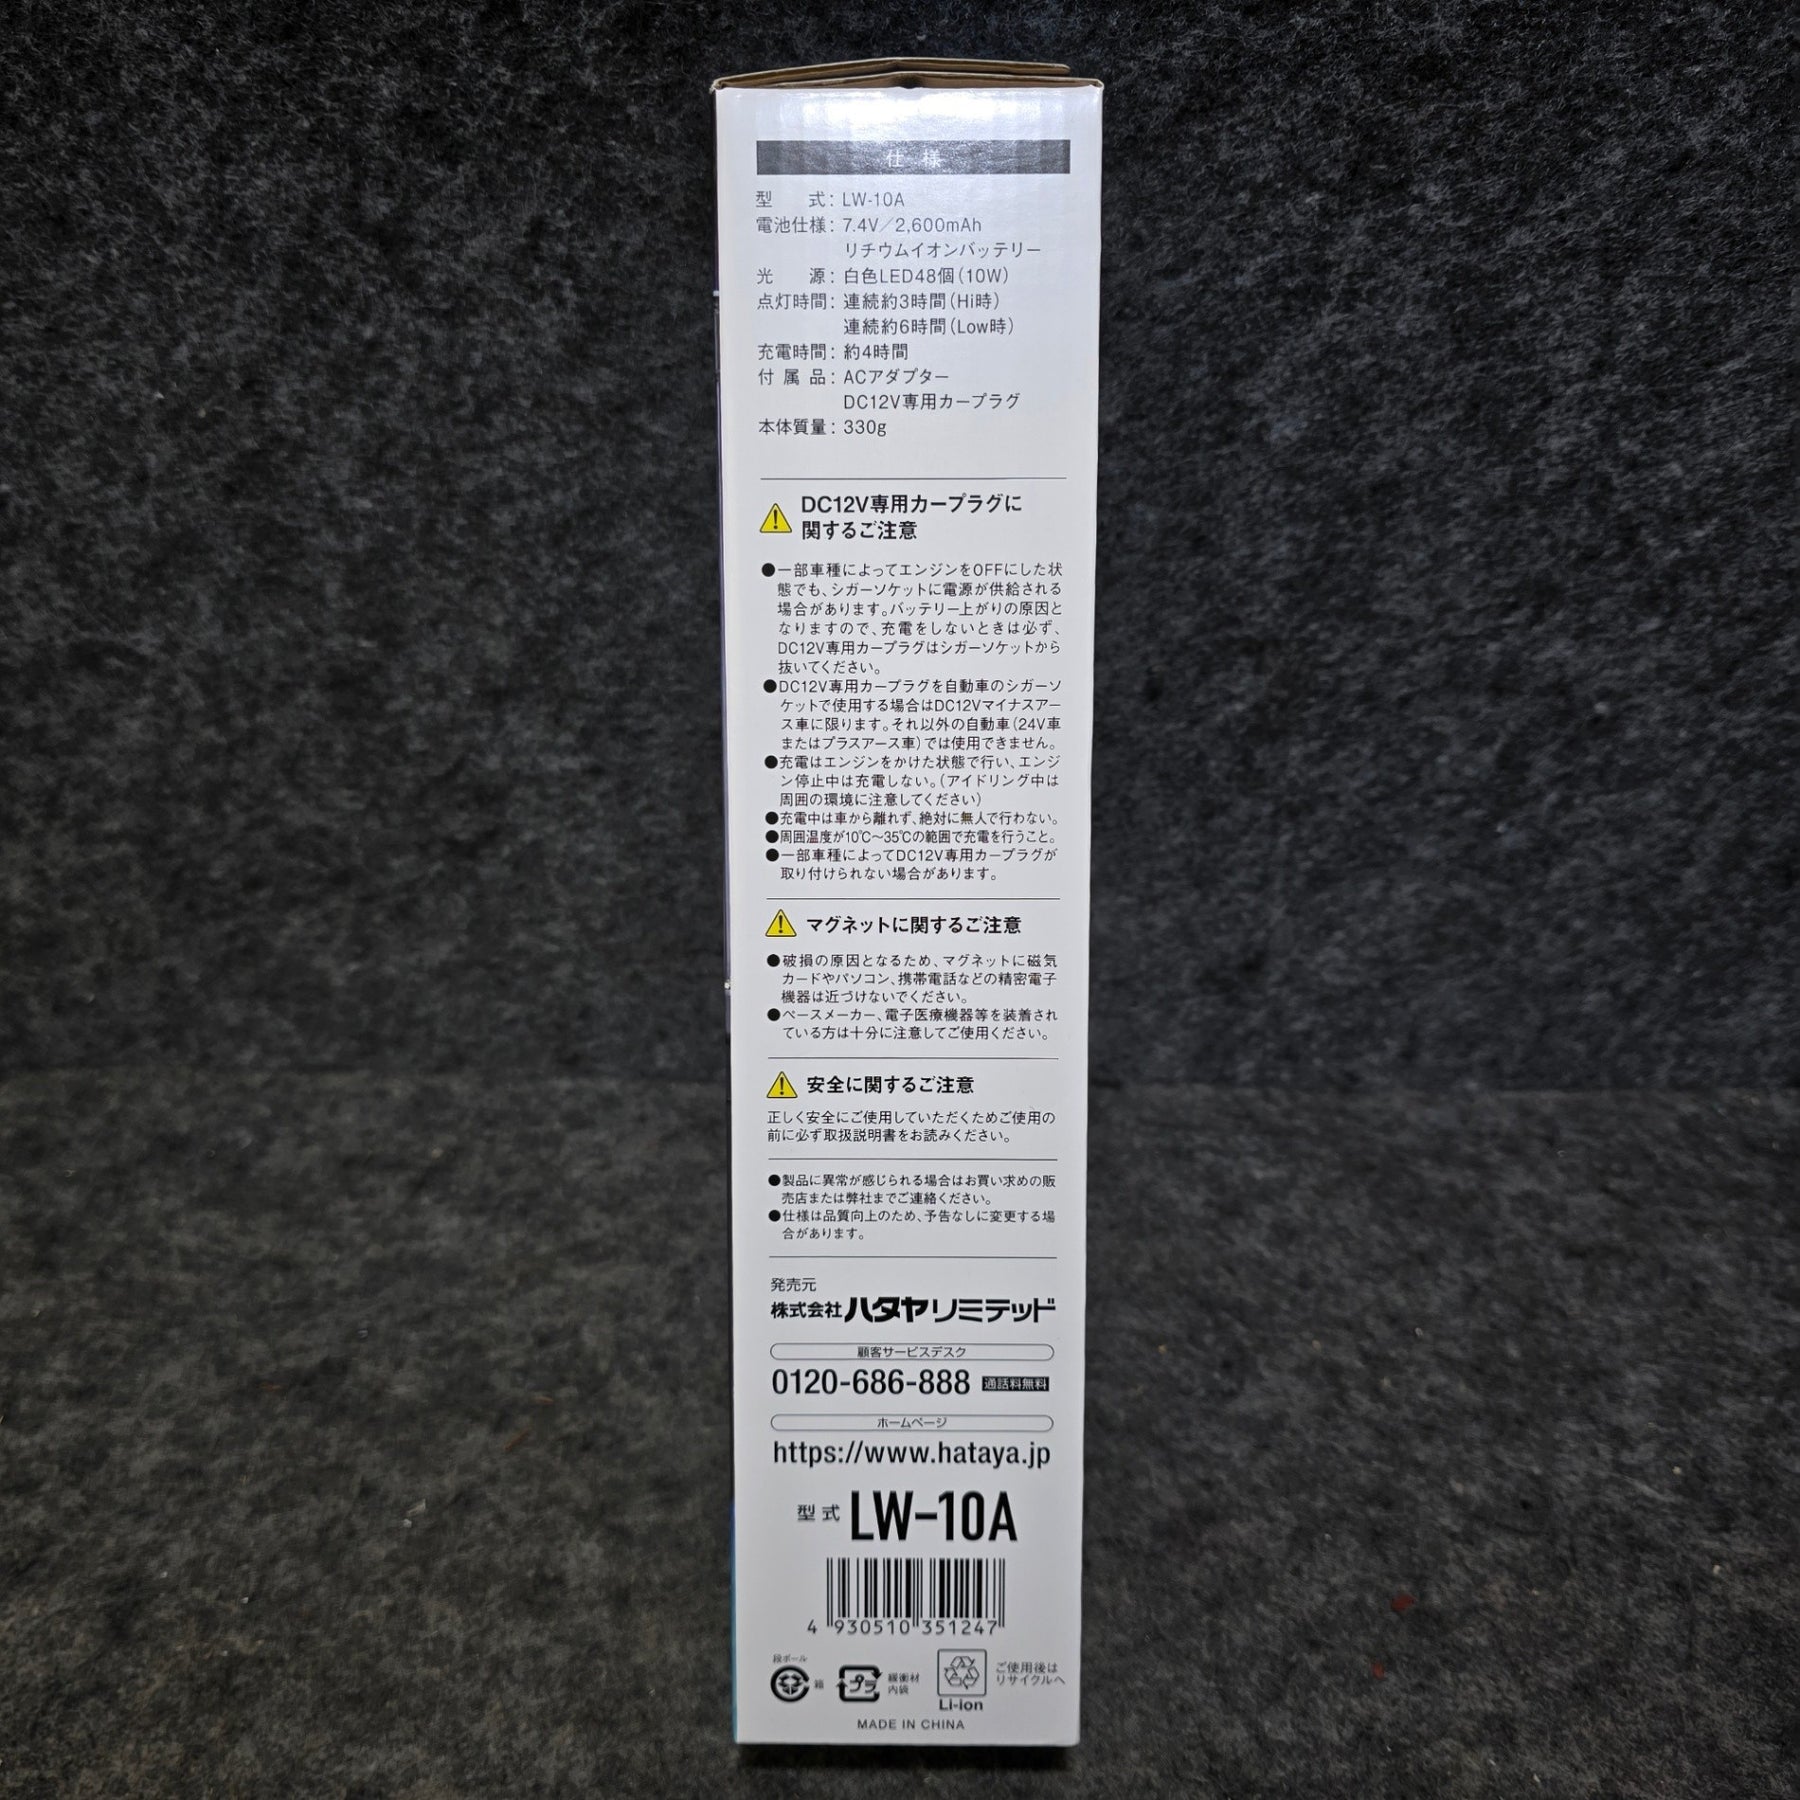 仕様
型 式：LW-10A
電池仕様：7.4V／2,600mAh
リチウムイオンバッテリー
光 源：白色LED48個（10W）
点灯時間：連続約3時間（Hi時）
連続約6時間（Low時）
充電時間：約4時間
付属品：ACアダプター
DC12V専用カープラグ
本体質量：330g
DC12V専用カープラグに
関するご注意
●一部車種によってエンジンをOFFにした状
態でも、シガーソケットに電源が供給される
場合があります。バッテリー上がりの原因と
なりますので、充電をしないときは必ず、
DC12V専用カープラグはシガーソケットから
抜いてください。
●DC12V専用カープラグを自動車のシガーソ
ケットで使用する場合はDC12Vマイナスアー
ス車に限ります。それ以外の自動車（24V車
またはプラスアース車）では使用できません。
●充電はエンジンをかけた状態で行い、エンジ
ン停止中は充電しない。（アイドリング中は
周囲の環境に注意してください）
●充電中は車から離れず、絶対に無人で行わない。
●周囲温度が10℃～35℃の範囲で充電を行うこと。
●一部車種によってDC12V専用カープラグが
取り付けられない場合があります。
マグネットに関するご注意
●破損の原因となるため、マグネットに磁気
カードやパソコン、携帯電話などの精密電子
機器は近づけないでください。
●ペースメーカー、電子医療機器等を装着され
ている方は十分に注意してご使用ください。
安全に関するご注意
正しく安全にご使用していただくためご使用の
前に必ず取扱説明書をお読みください。
●製品に異常が感じられる場合はお買い求めの販
売店または弊社までご連絡ください。
●仕様は品質向上のため、予告なしに変更する場
合があります。
発売元
株式会社ハタヤリミテッド
顧客サービスデスク
0120-686-888 通話料無料
ホームページ
https://www.hataya.jp
型式 LW-10A
4 930510 351247
段ボール
箱
プラ
緩衝材
内袋
Li-ion
ご使用後は
リサイクルへ
MADE IN CHINA